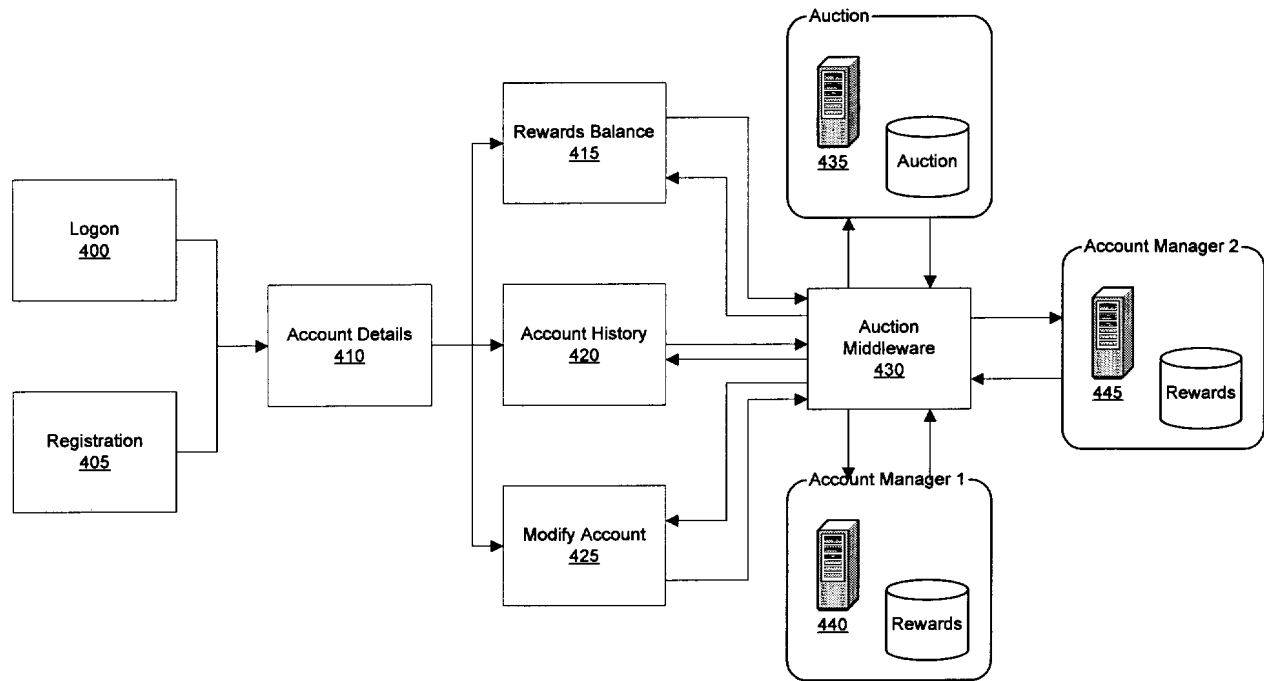 Logon
400
Registration
405
Account Details
410
Rewards Balance
415
Account History
420
Modify Account
425
Auction
Middleware
430
Auction
435
Auction
Account Manager 2
445
Rewards
Account Manager 1
440
Rewards